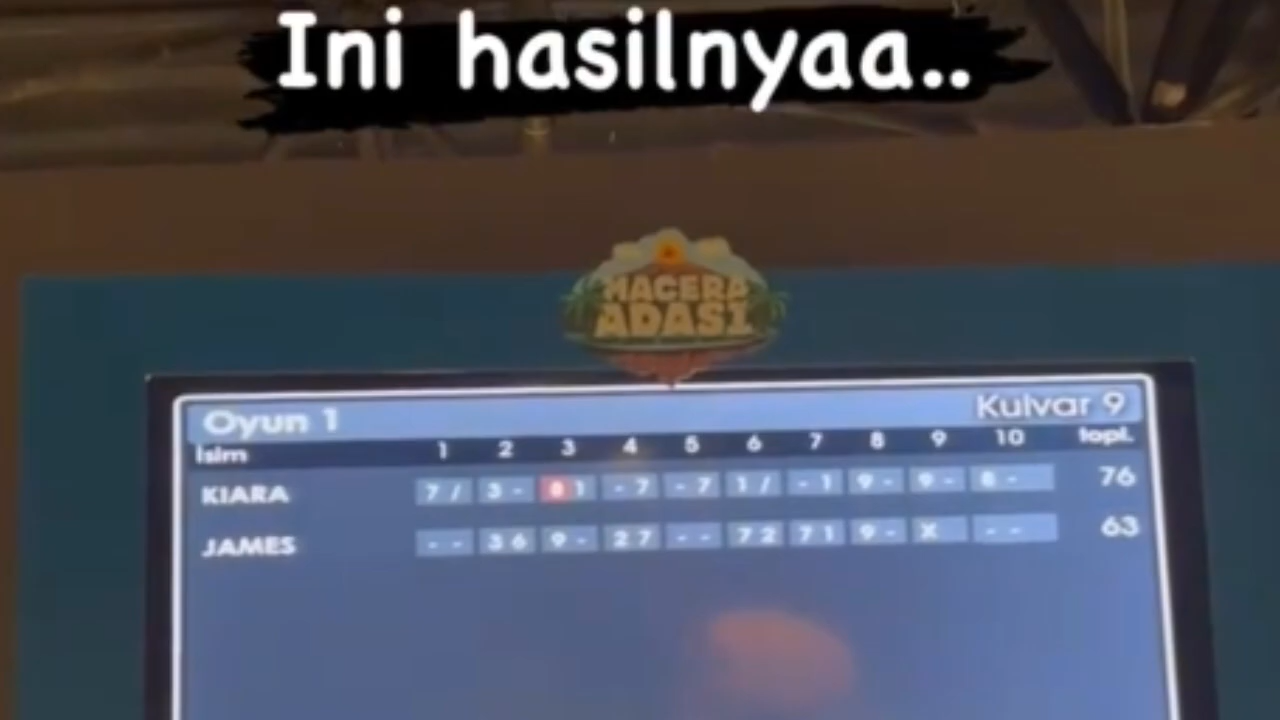 Ini hasilnyaa..
MACERA
ADASI
Oyun 1 Kulvar 9
İsim 1 2 3 4 5 6 7 8 9 10 topl.
KIARA 7 / 3 - 8 1 - 7 - 7 1 / - 1 9 - 9 - 8 - 76
JAMES - - 3 6 9 - 2 7 - - 7 2 7 1 9 - X - - 63